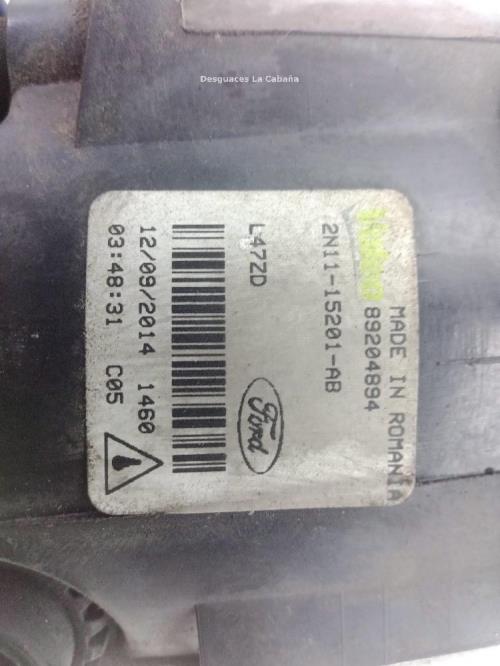 Desguaces La Cabaña
MADE IN ROMANIA
Valeo 89204894
2N11-15201-AB
L47ZD
Ford
12/09/2014 1460
03:48:31 C05